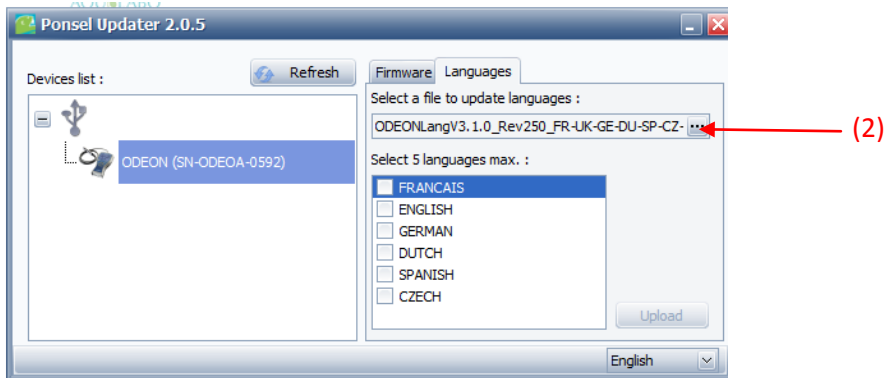 Ponsel Updater 2.0.5
Devices list :
Refresh
ODEON (SN-ODEOA-0592)
Firmware
Languages
Select a file to update languages :
ODEONLangV3.1.0_Rev250_FR-UK-GE-DU-SP-CZ-
...
(2)
Select 5 languages max. :
FRANCAIS
ENGLISH
GERMAN
DUTCH
SPANISH
CZECH
Upload
English